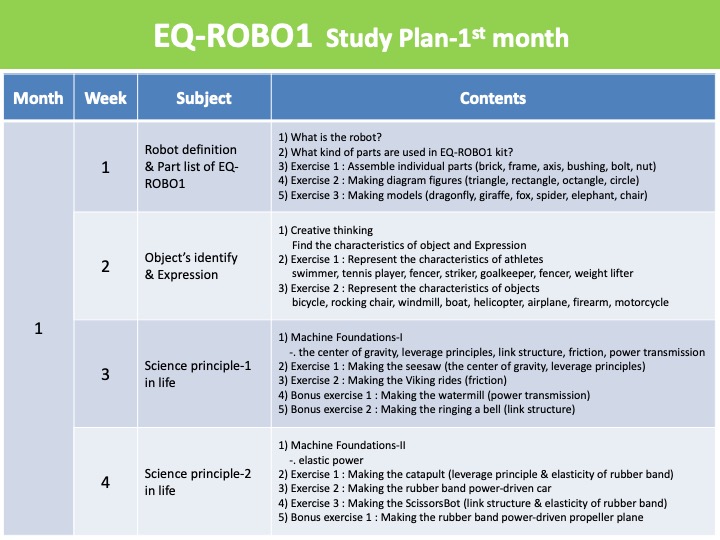 EQ-ROBO1 Study Plan-1st month
Month Week Subject Contents
1
1
Robot definition
& Part list of EQ-
ROBO1
1) What is the robot?
2) What kind of parts are used in EQ-ROBO1 kit?
3) Exercise 1 : Assemble individual parts (brick, frame, axis, bushing, bolt, nut)
4) Exercise 2 : Making diagram figures (triangle, rectangle, octangle, circle)
5) Exercise 3 : Making models (dragonfly, giraffe, fox, spider, elephant, chair)
2
Object's identify
& Expression
1) Creative thinking
Find the characteristics of object and Expression
2) Exercise 1 : Represent the characteristics of athletes
swimmer, tennis player, fencer, striker, goalkeeper, fencer, weight lifter
3) Exercise 2 : Represent the characteristics of objects
bicycle, rocking chair, windmill, boat, helicopter, airplane, firearm, motorcycle
3
Science principle-1
in life
1) Machine Foundations-I
-. the center of gravity, leverage principles, link structure, friction, power transmission
2) Exercise 1 : Making the seesaw (the center of gravity, leverage principles)
3) Exercise 2 : Making the Viking rides (friction)
4) Bonus exercise 1 : Making the watermill (power transmission)
5) Bonus exercise 2 : Making the ringing a bell (link structure)
4
Science principle-2
in life
1) Machine Foundations-II
-. elastic power
2) Exercise 1 : Making the catapult (leverage principle & elasticity of rubber band)
3) Exercise 2 : Making the rubber band power-driven car
4) Exercise 3 : Making the ScissorsBot (link structure & elasticity of rubber band)
5) Bonus exercise 1 : Making the rubber band power-driven propeller plane